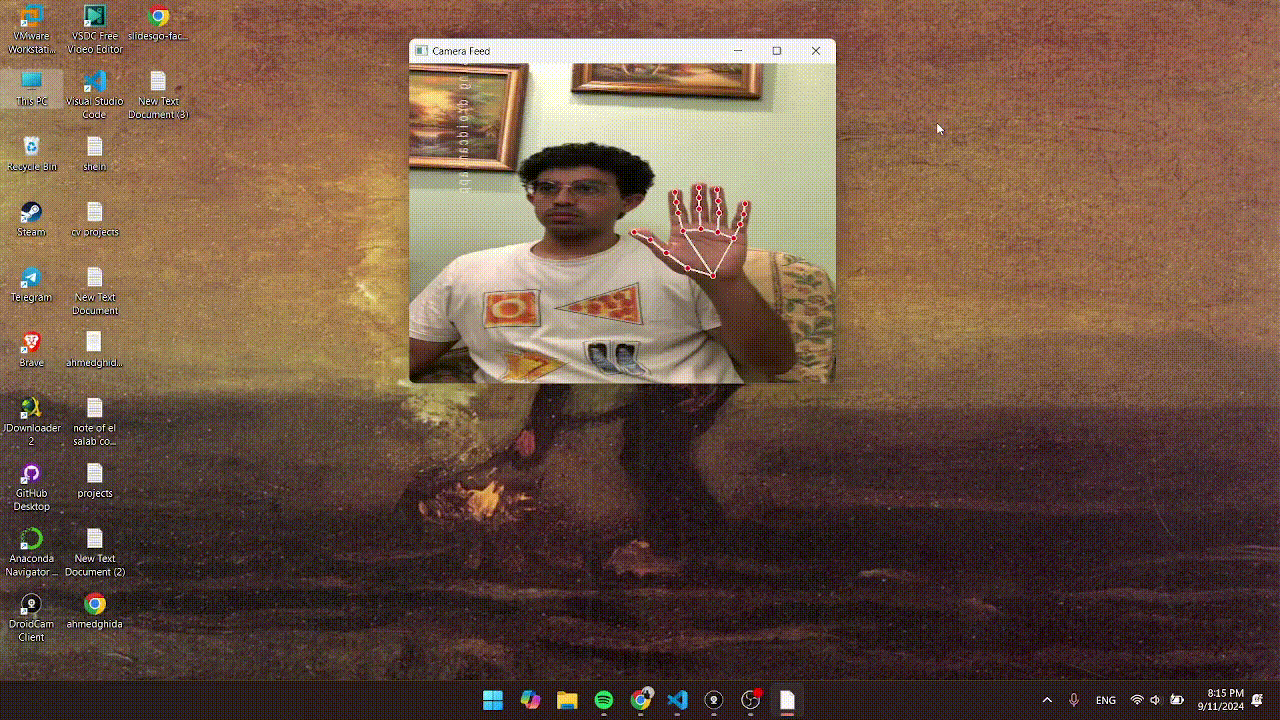 VMware
Workstati...
VSDC Free
Video Editor
slidesgo-fac...
This PC
Visual Studio
Code
New Text
Document (3)
Recycle Bin
shein
Steam
cv projects
Telegram
New Text
Document
Brave
ahmedghid...
JDownloader
2
note of el
salab co...
GitHub
Desktop
projects
Anaconda
Navigator ...
New Text
Document (2)
DroidCam
Client
ahmedghida
Camera Feed
ENG
8:15 PM
9/11/2024